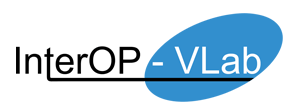 InterOP - VLab